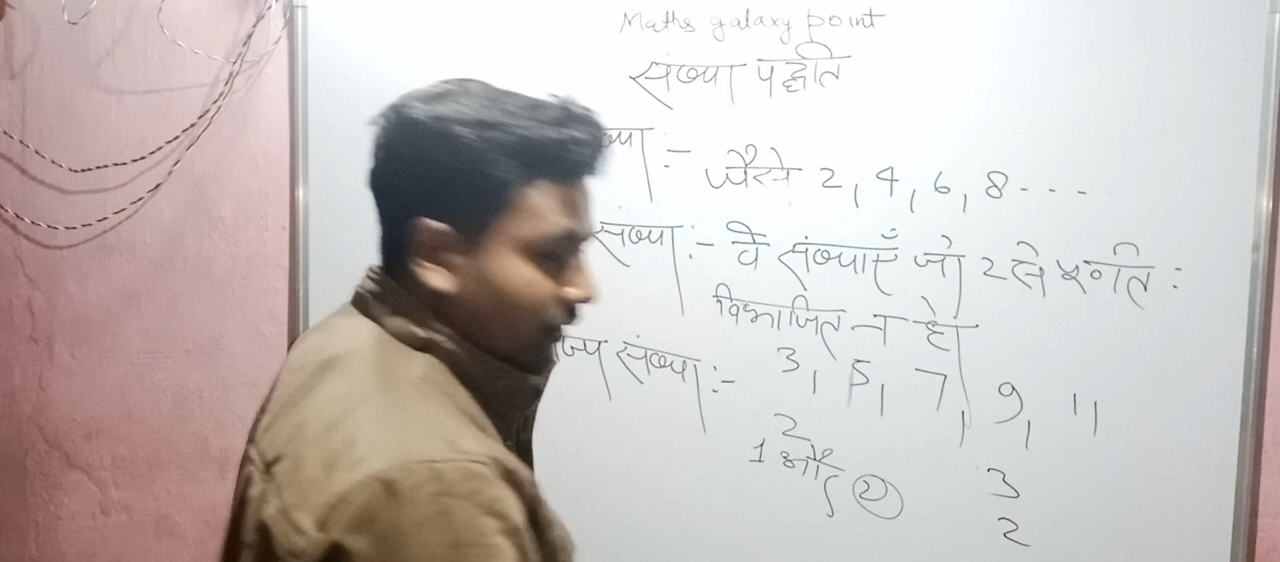 Maths galaxy point
संख्या पद्धति
:- जैसे 2, 4, 6, 8 - - - -
संख्या :- वे संख्याएँ जो 2 से पूर्णत:
विभाजित न हो
संख्या :- 3, 5, 7, 9, 11
2
1 और 2
3
2